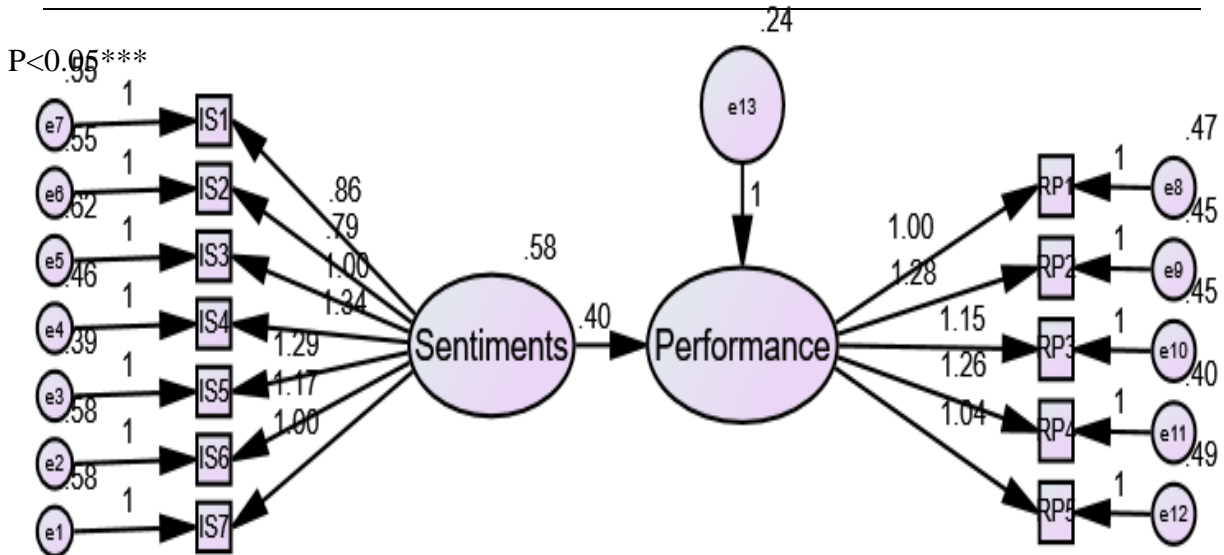 .24
P<0.05***
.95
1
e7
IS1
.55
1
e6
IS2
.62
1
e5
IS3
.46
1
e4
IS4
.39
1
e3
IS5
.58
1
e2
IS6
.58
1
e1
IS7
.86
.79
1.00
1.34
1.29
1.17
1.00
.58
Sentiments
.40
e13
1
Performance
1.00
1.28
1.15
1.26
1.04
.47
RP1
1
e8
.45
RP2
1
e9
.45
RP3
1
e10
.40
RP4
1
e11
.49
RP5
1
e12